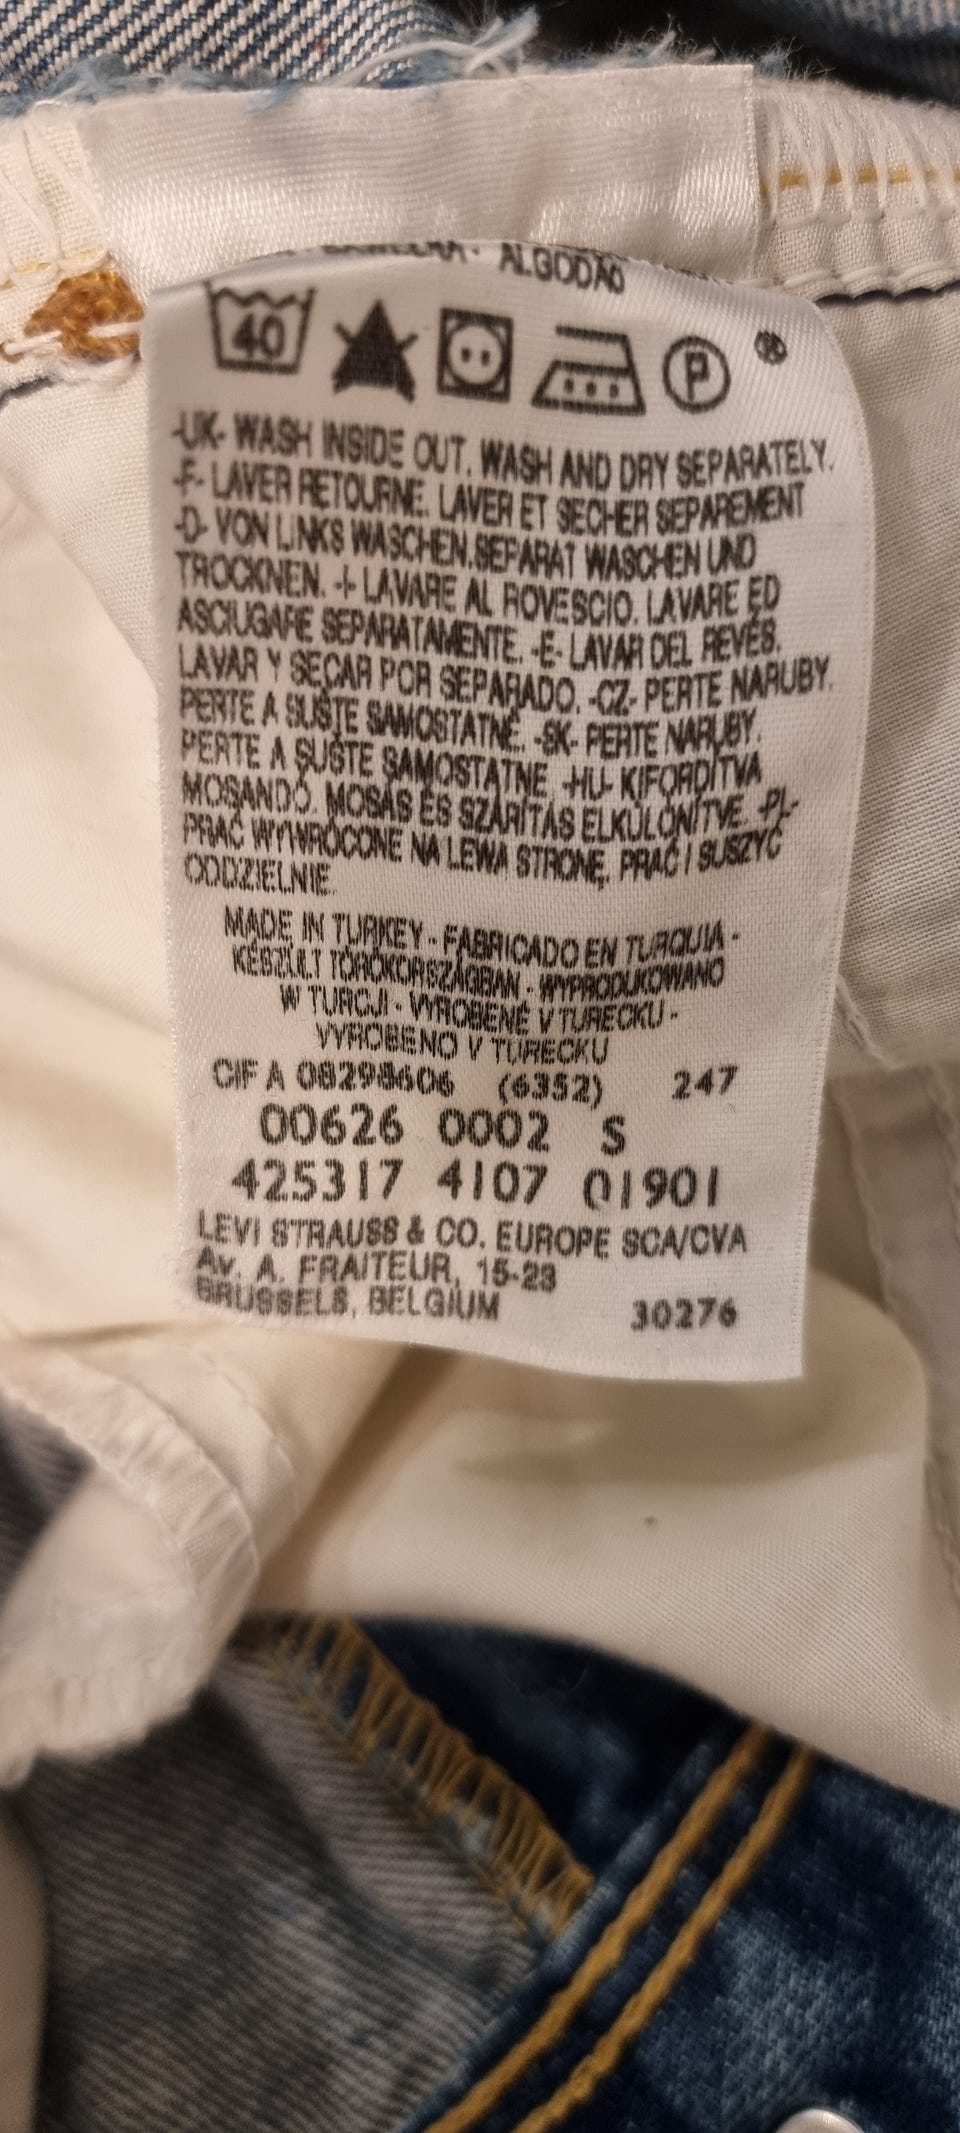 ALGODÃO
40
P ®
-UK- WASH INSIDE OUT. WASH AND DRY SEPARATELY.
-F- LAVER RETOURNE. LAVER ET SECHER SEPAREMENT
-D- VON LINKS WASCHEN.SEPARAT WASCHEN UND
TROCKNEN. -I- LAVARE AL ROVESCIO. LAVARE ED
ASCIUGARE SEPARATAMENTE. -E- LAVAR DEL REVÉS.
LAVAR Y SECAR POR SEPARADO. -CZ- PERTE NARUBY.
PERTE A SUŠTE SAMOSTATNĚ. -SK- PERTE NARUBY.
PERTE A SUŠTE SAMOSTATNE -HU- KIFORDÍTVA
MOSANDÓ. MOSÁS ÉS SZÁRÍTÁS ELKÜLÖNÍTVE. -PL-
PRAĆ WYWRÓCONE NA LEWA STRONĘ, PRAĆ I SUSZYĆ
ODDZIELNIE.
MADE IN TURKEY - FABRICADO EN TURQUIA -
KÉSZÜLT TÖRÖKORSZÁGBAN - WYPRODUKOWANO
W TURCJI - VYROBENÉ V TURECKU -
VYROBENO V TURECKU
CIF A 08298606 (6352) 247
00626 0002 S
425317 4107 01901
LEVI STRAUSS & CO. EUROPE SCA/CVA
Av. A. FRAITEUR, 15-23
BRUSSELS, BELGIUM 30276